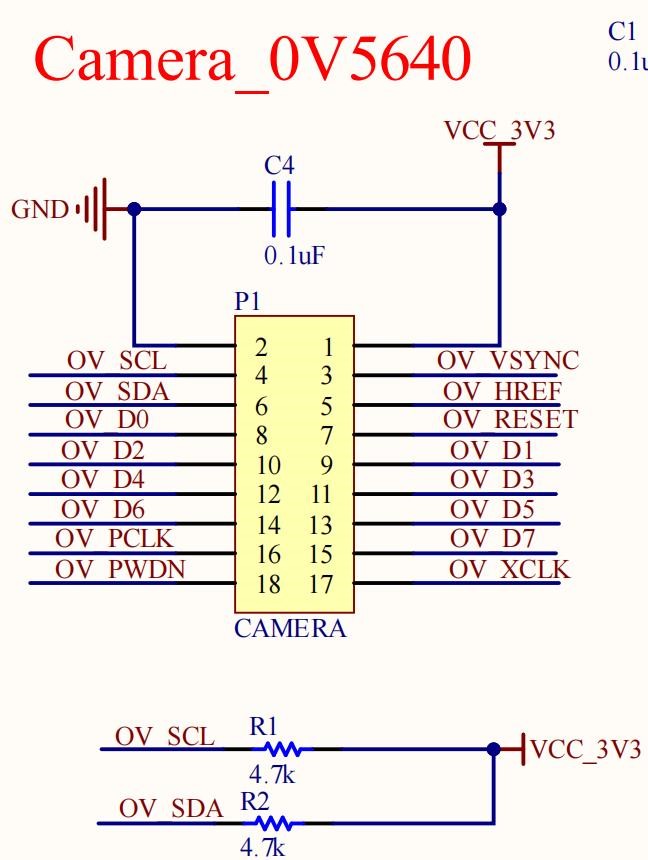 Camera_0V5640
C1
0.1u
VCC_3V3
C4
GND
0.1uF
P1
2 1
OV_SCL OV_VSYNC
4 3
OV_SDA OV_HREF
6 5
OV_D0 OV_RESET
8 7
OV_D2 OV_D1
10 9
OV_D4 OV_D3
12 11
OV_D6 OV_D5
14 13
OV_PCLK OV_D7
16 15
OV_PWDN OV_XCLK
18 17
CAMERA
R1
OV_SCL VCC_3V3
4.7k
R2
OV_SDA
4.7k